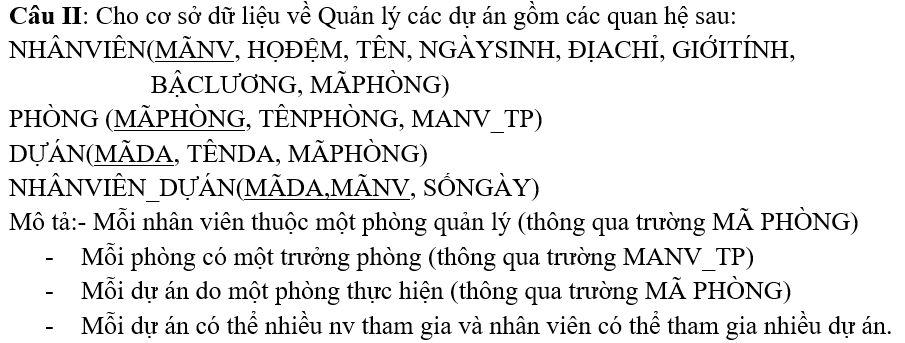 Câu II: Cho cơ sở dữ liệu về Quản lý các dự án gồm các quan hệ sau:
NHÂNVIÊN(MÃNV, HỌĐỆM, TÊN, NGÀYSINH, ĐỊACHỈ, GIỚITÍNH,
BẬCLƯƠNG, MÃPHÒNG)
PHÒNG (MÃPHÒNG, TÊNPHÒNG, MANV_TP)
DỰÁN(MÃDA, TÊNDA, MÃPHÒNG)
NHÂNVIÊN_DỰÁN(MÃDA,MÃNV, SỐNGÀY)
Mô tả:- Mỗi nhân viên thuộc một phòng quản lý (thông qua trường MÃ PHÒNG)
- Mỗi phòng có một trưởng phòng (thông qua trường MANV_TP)
- Mỗi dự án do một phòng thực hiện (thông qua trường MÃ PHÒNG)
- Mỗi dự án có thể nhiều nv tham gia và nhân viên có thể tham gia nhiều dự án.